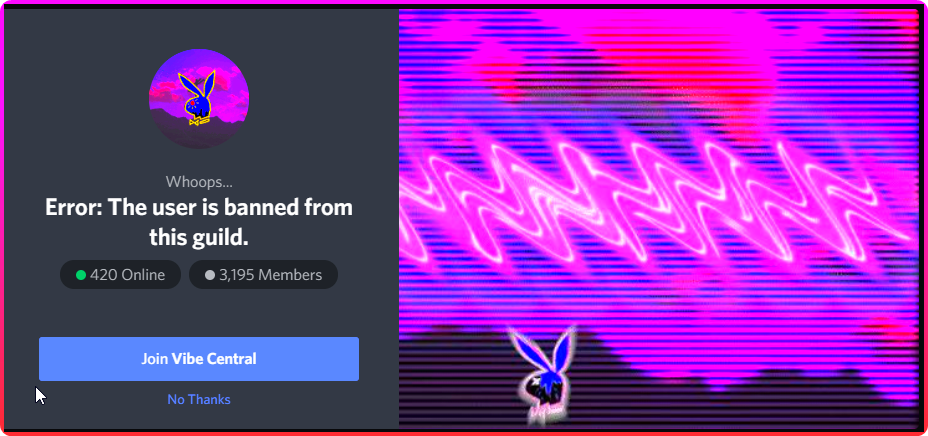 Whoops...
Error: The user is banned from
this guild.
420 Online
3,195 Members
Join Vibe Central
No Thanks